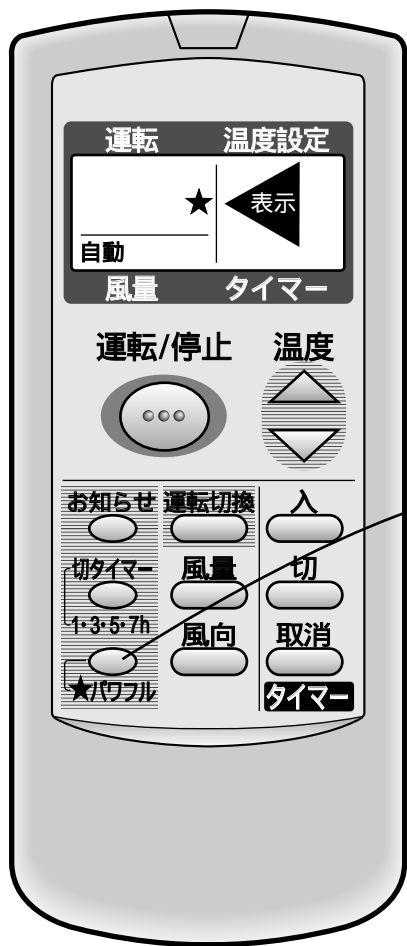 運転 温度設定
★ 表示
自動
風量 タイマー
運転/停止 温度
お知らせ 運転切換 入
切タイマー 風量 切
1・3・5・7h 風向 取消
★パワフル タイマー